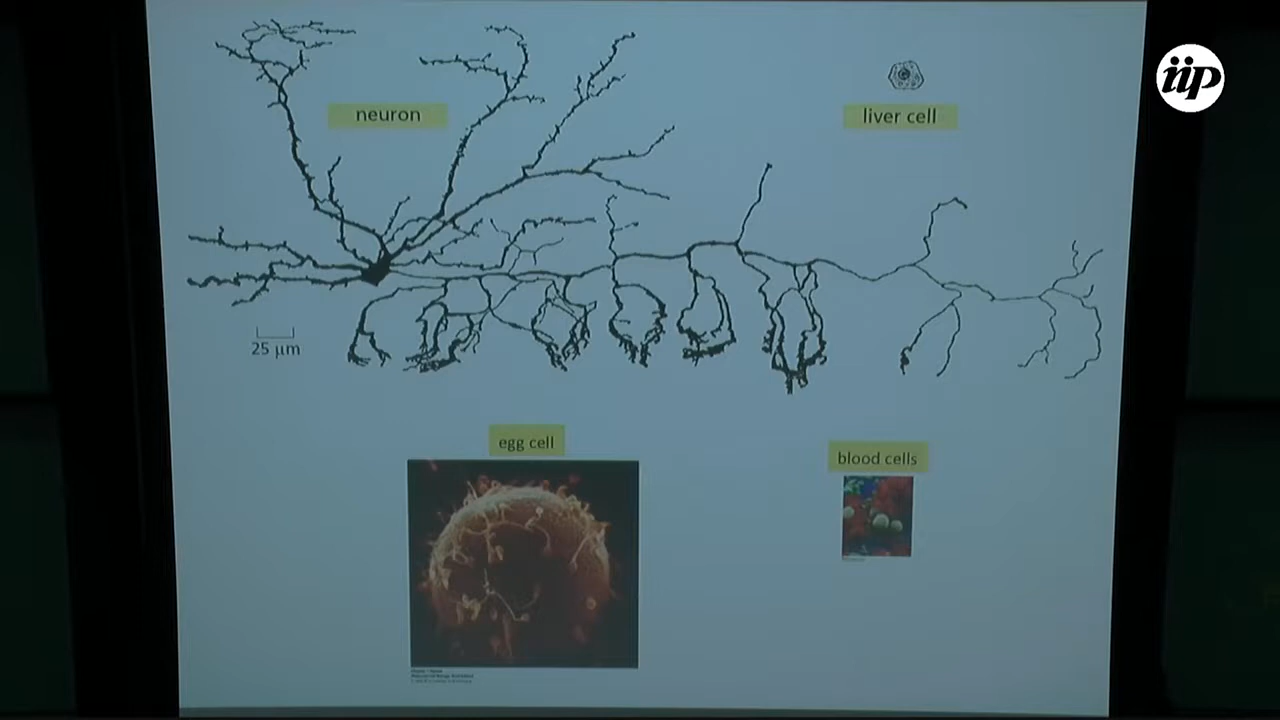 iip
neuron
liver cell
25 µm
egg cell
blood cells